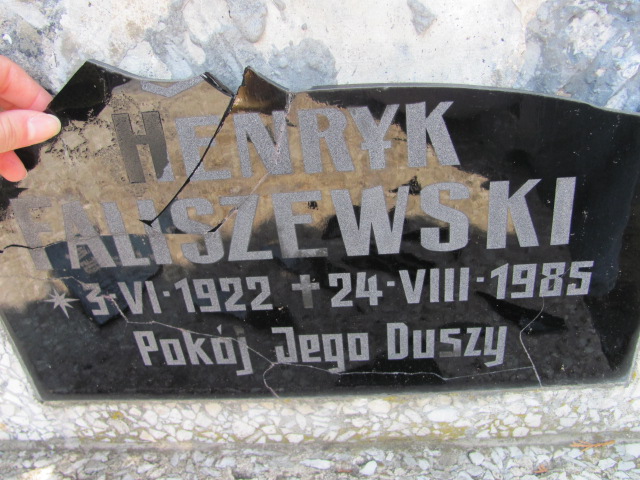 HENRYK
FALISZEWSKI
* 3-VI-1922 † 24-VIII-1985
Pokój Jego Duszy